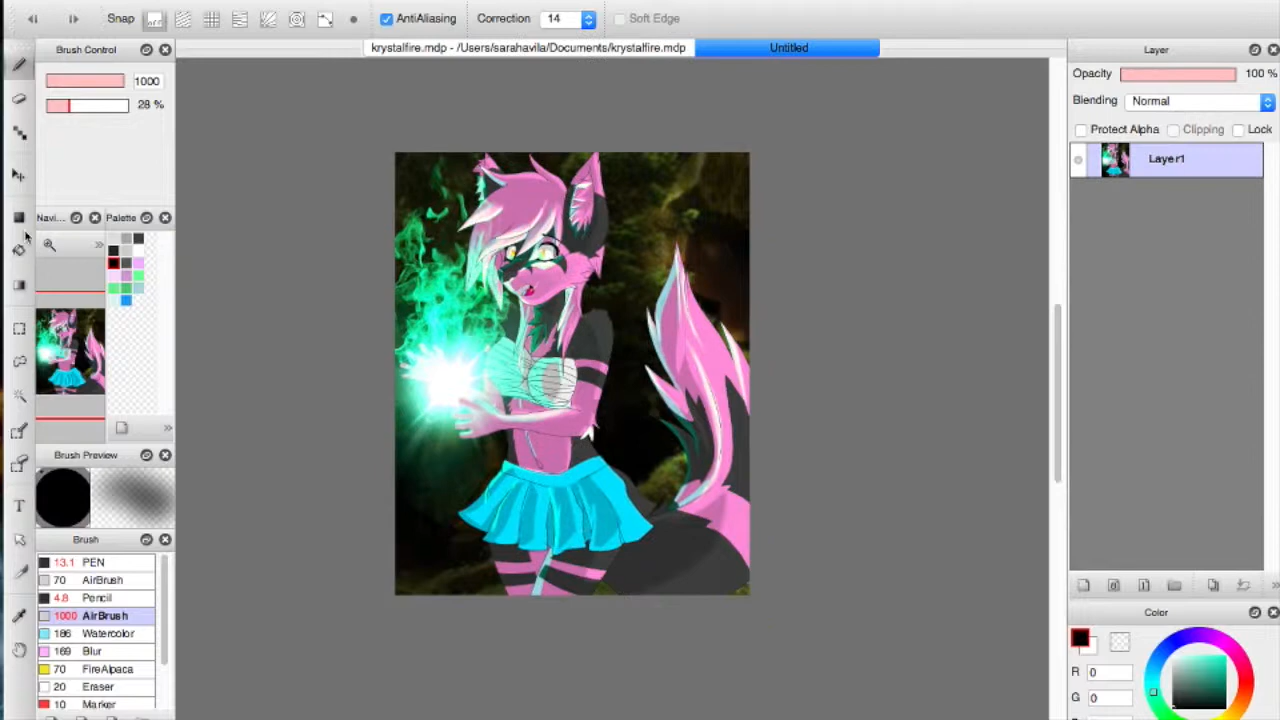 Snap
OFF
AntiAliasing
Correction
14
Soft Edge
Brush Control
krystalfire.mdp - /Users/sarahavila/Documents/krystalfire.mdp
Untitled
Layer
1000
28 %
Opacity
100 %
Blending
Normal
Protect Alpha
Clipping
Lock
Layer1
Navi...
Palette
Brush Preview
T
Brush
13.1 PEN
70 AirBrush
4.8 Pencil
1000 AirBrush
186 Watercolor
169 Blur
70 FireAlpaca
20 Eraser
10 Marker
Color
R 0
G 0